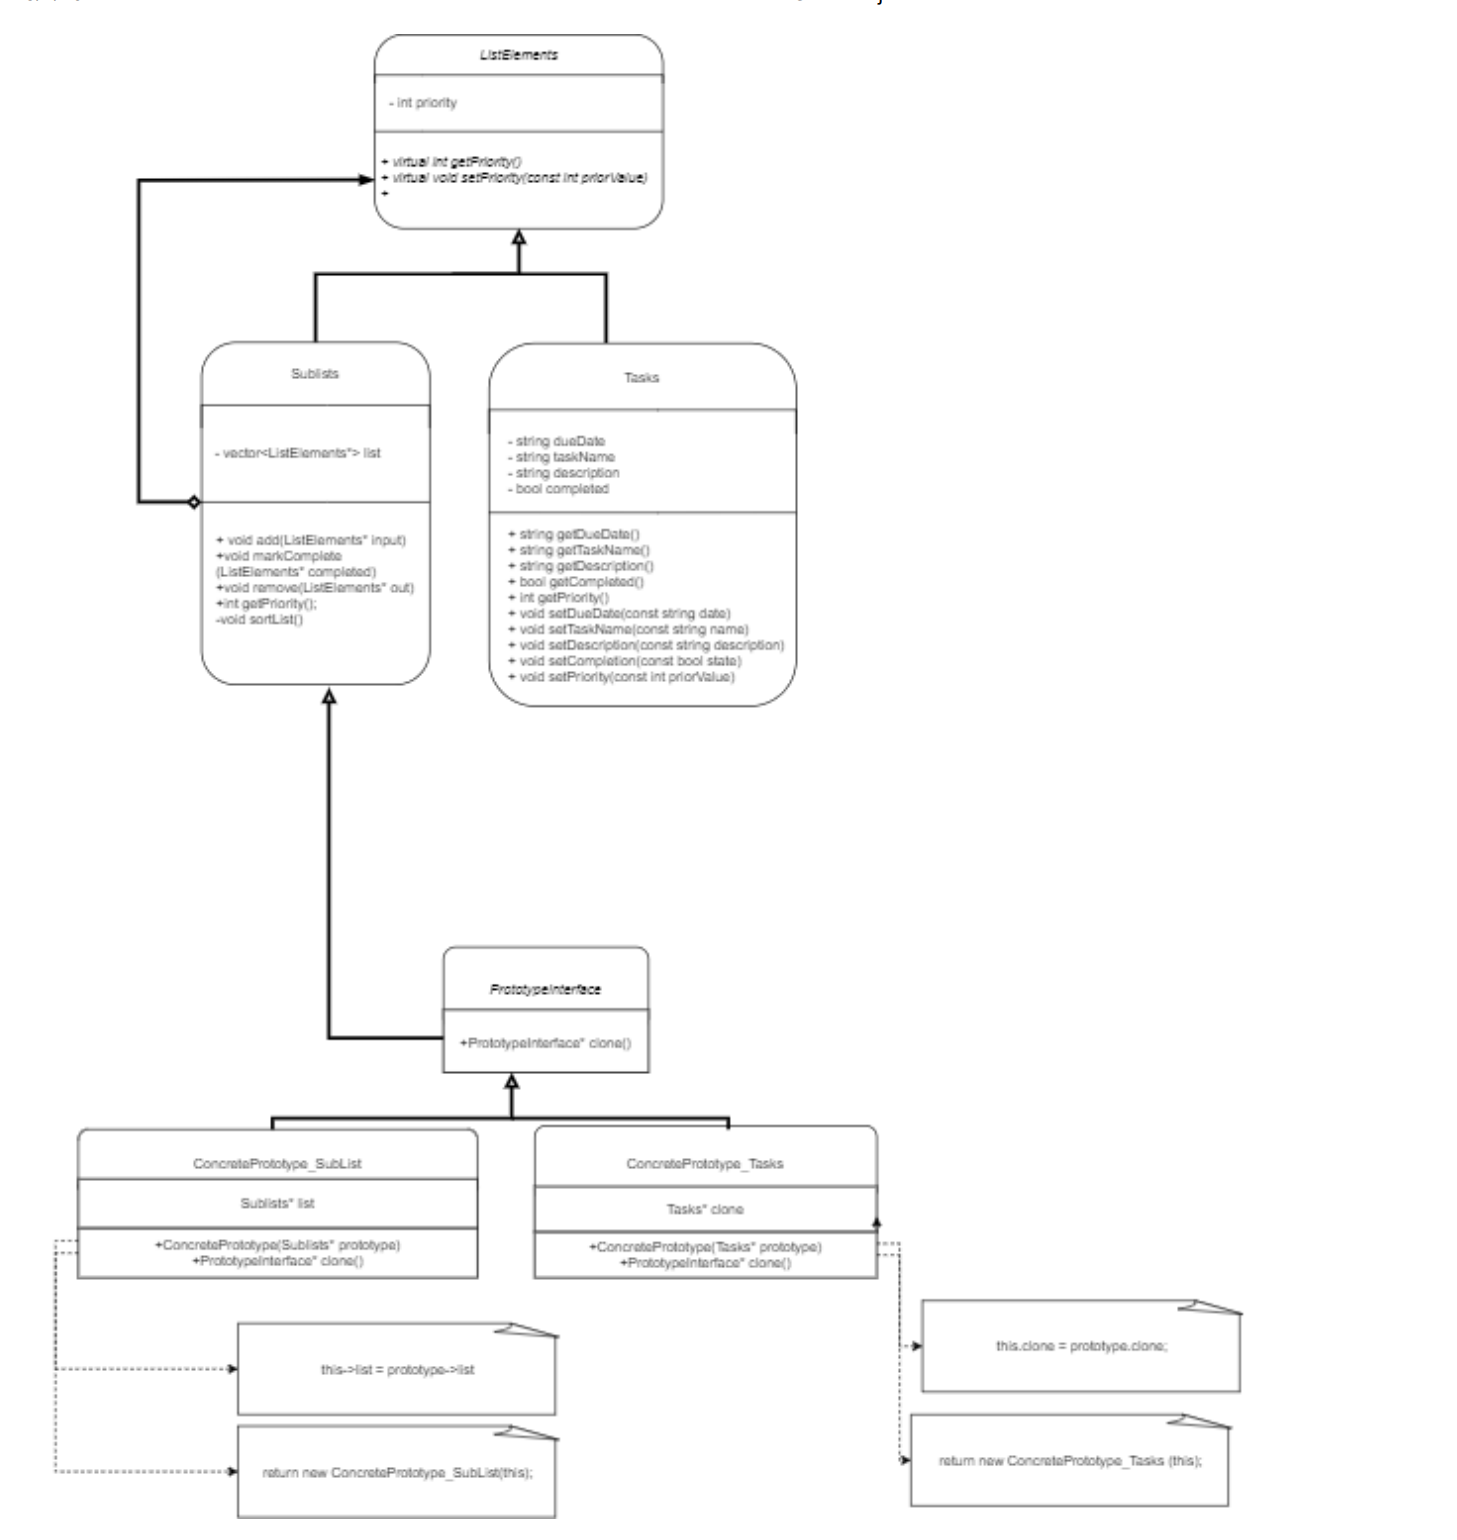 ListElements
- int priority
+ virtual int getPriority()
+ virtual void setPriority(const int priorValue)
+
Sublists
- vector<ListElements*> list
+ void add(ListElements* input)
+void markComplete
(ListElements* completed)
+void remove(ListElements* out)
+int getPriority();
-void sortList()
Tasks
- string dueDate
- string taskName
- string description
- bool completed
+ string getDueDate()
+ string getTaskName()
+ string getDescription()
+ bool getCompleted()
+ int getPriority()
+ void setDueDate(const string date)
+ void setTaskName(const string name)
+ void setDescription(const string description)
+ void setCompletion(const bool state)
+ void setPriority(const int priorValue)
PrototypeInterface
+PrototypeInterface* clone()
ConcretePrototype_SubList
Sublists* list
+ConcretePrototype(Sublists* prototype)
+PrototypeInterface* clone()
ConcretePrototype_Tasks
Tasks* clone
+ConcretePrototype(Tasks* prototype)
+PrototypeInterface* clone()
this->list = prototype->list
return new ConcretePrototype_SubList(this);
this.clone = prototype.clone;
return new ConcretePrototype_Tasks (this);